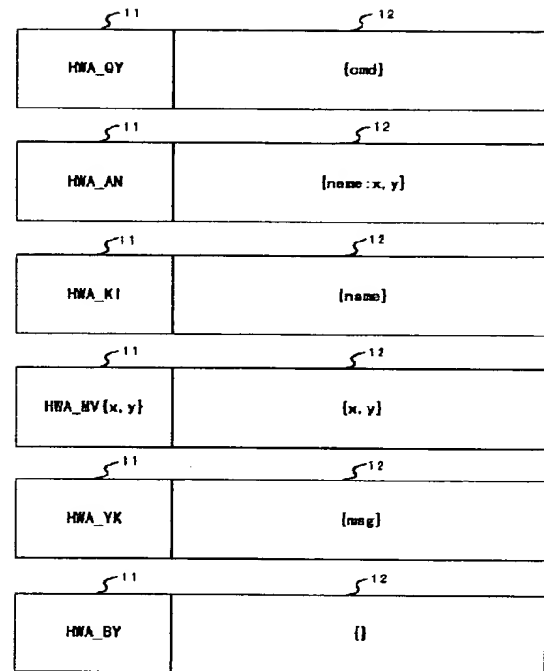 11 12
HWA_QY {cmd}
11 12
HWA_AN {name:x, y}
11 12
HWA_KI {name}
11 12
HWA_MV{x, y} {x, y}
11 12
HWA_YK {msg}
11 12
HWA_BY {}